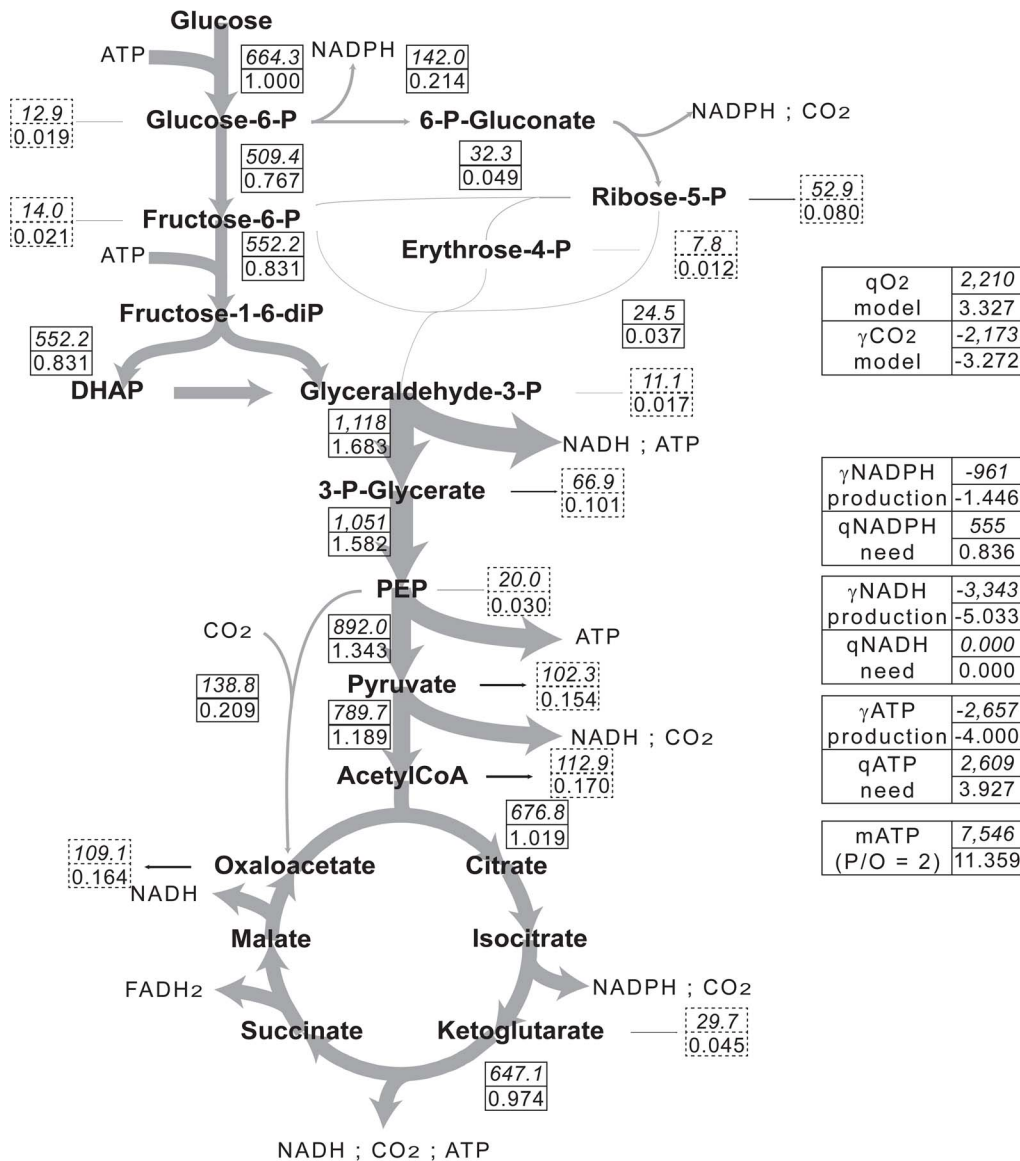 Glucose
ATP
664.3
1.000
NADPH
142.0
0.214
12.9
0.019
Glucose-6-P
6-P-Gluconate
NADPH ; CO2
509.4
0.767
32.3
0.049
Ribose-5-P
52.9
0.080
14.0
0.021
Fructose-6-P
ATP
552.2
0.831
Erythrose-4-P
7.8
0.012
Fructose-1-6-diP
24.5
0.037
552.2
0.831
DHAP
Glyceraldehyde-3-P
11.1
0.017
1,118
1.683
NADH ; ATP
3-P-Glycerate
66.9
0.101
1,051
1.582
PEP
20.0
0.030
CO2
892.0
1.343
ATP
138.8
0.209
Pyruvate
102.3
0.154
789.7
1.189
NADH ; CO2
AcetylCoA
112.9
0.170
676.8
1.019
109.1
0.164
Oxaloacetate
Citrate
NADH
Malate
Isocitrate
FADH2
NADPH ; CO2
Succinate
Ketoglutarate
29.7
0.045
647.1
0.974
NADH ; CO2 ; ATP
qO2 2,210
model 3.327
γCO2 -2,173
model -3.272
γNADPH -961
production -1.446
qNADPH 555
need 0.836
γNADH -3,343
production -5.033
qNADH 0.000
need 0.000
γATP -2,657
production -4.000
qATP 2,609
need 3.927
mATP 7,546
(P/O = 2) 11.359